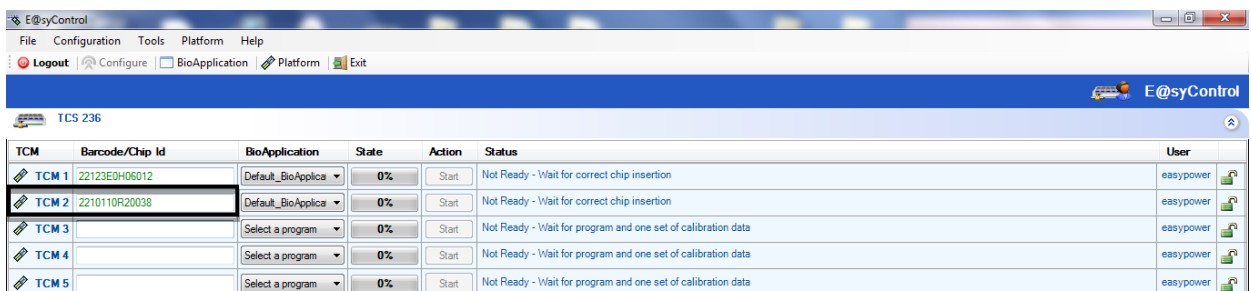 E@syControl
File Configuration Tools Platform Help
Logout Configure BioApplication Platform Exit
E@syControl
TCS 236
TCM Barcode/Chip Id BioApplication State Action Status User
TCM 1 22123E0H06012 Default_BioApplica 0% Start Not Ready - Wait for correct chip insertion easypower
TCM 2 2210110R20038 Default_BioApplica 0% Start Not Ready - Wait for correct chip insertion easypower
TCM 3 Select a program 0% Start Not Ready - Wait for program and one set of calibration data easypower
TCM 4 Select a program 0% Start Not Ready - Wait for program and one set of calibration data easypower
TCM 5 Select a program 0% Start Not Ready - Wait for program and one set of calibration data easypower